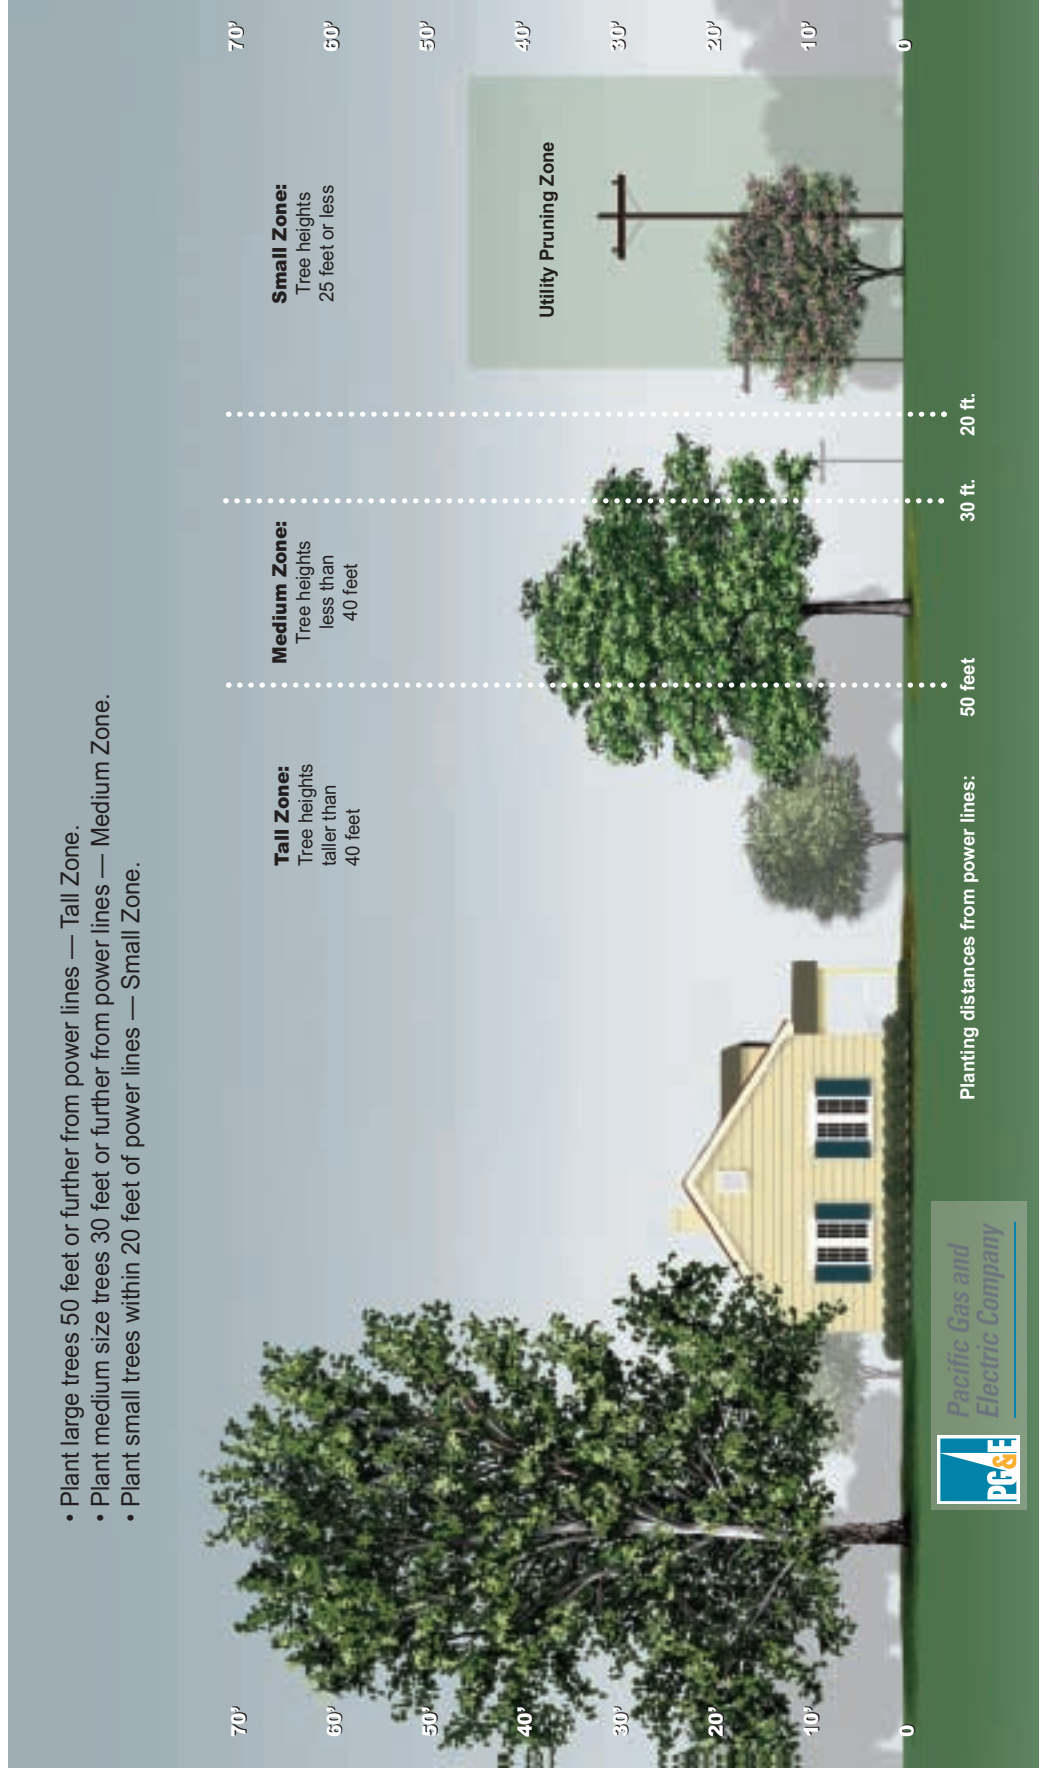 • Plant large trees 50 feet or further from power lines — Tall Zone.
• Plant medium size trees 30 feet or further from power lines — Medium Zone.
• Plant small trees within 20 feet of power lines — Small Zone.
70'
60'
50'
40'
30'
20'
10'
0
Tall Zone:
Tree heights
taller than
40 feet
Medium Zone:
Tree heights
less than
40 feet
Small Zone:
Tree heights
25 feet or less
Utility Pruning Zone
70'
60'
50'
40'
30'
20'
10'
0
Planting distances from power lines:
50 feet
30 ft.
20 ft.
PG&E
Pacific Gas and
Electric Company